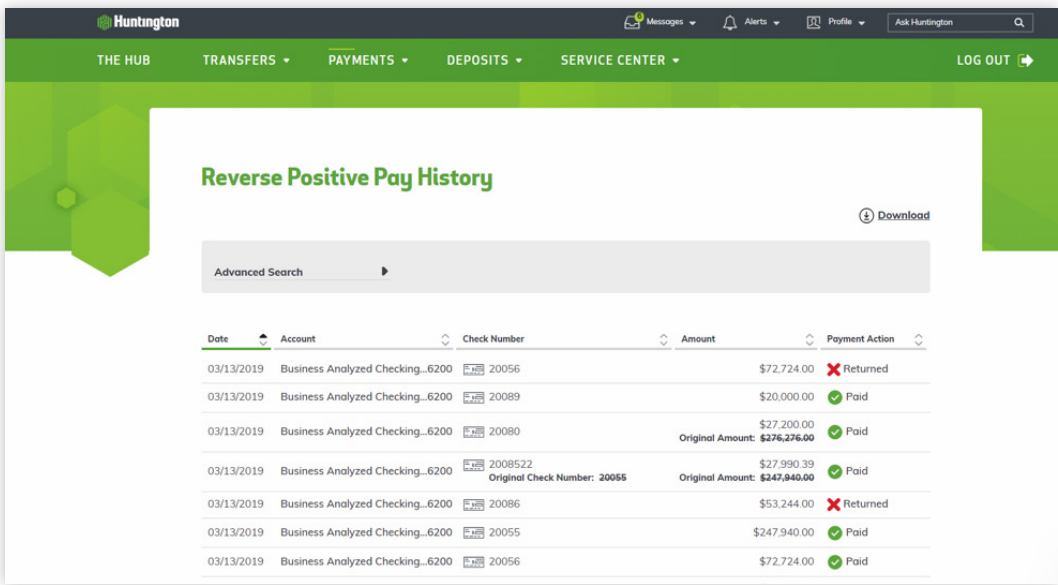 Huntington 0 Messages Alerts Profile Ask Huntington
THE HUB TRANSFERS PAYMENTS DEPOSITS SERVICE CENTER LOG OUT
Reverse Positive Pay History
Download
Advanced Search
Date Account Check Number Amount Payment Action
03/13/2019 Business Analyzed Checking...6200 20056 $72,724.00 Returned
03/13/2019 Business Analyzed Checking...6200 20089 $20,000.00 Paid
03/13/2019 Business Analyzed Checking...6200 20080 $27,200.00 Paid
Original Amount: $276,276.00
03/13/2019 Business Analyzed Checking...6200 2008522 $27,990.39 Paid
Original Check Number: 20055 Original Amount: $247,940.00
03/13/2019 Business Analyzed Checking...6200 20086 $53,244.00 Returned
03/13/2019 Business Analyzed Checking...6200 20055 $247,940.00 Paid
03/13/2019 Business Analyzed Checking...6200 20056 $72,724.00 Paid